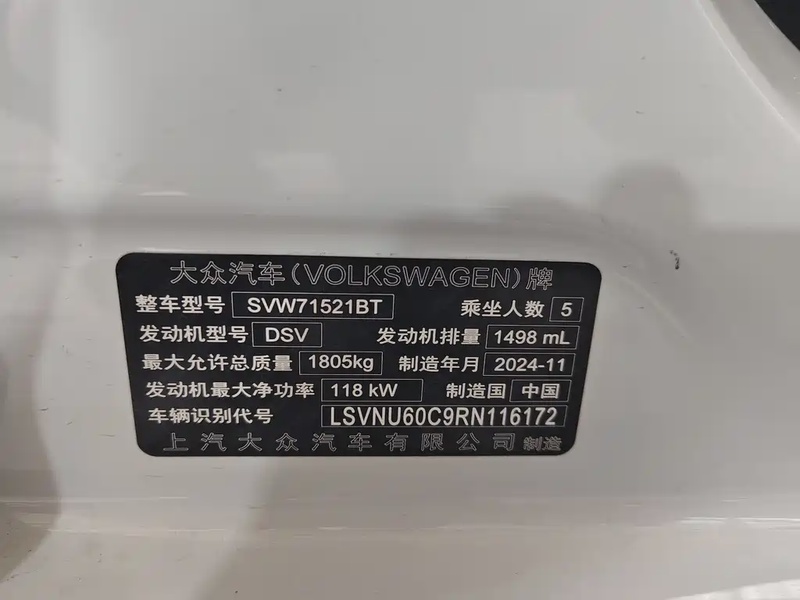 大众汽车(VOLKSWAGEN)牌
整车型号 SVW71521BT 乘坐人数 5
发动机型号 DSV 发动机排量 1498 mL
最大允许总质量 1805kg 制造年月 2024-11
发动机最大净功率 118 kW 制造国 中国
车辆识别代号 LSVNU60C9RN116172
上汽大众汽车有限公司 制造